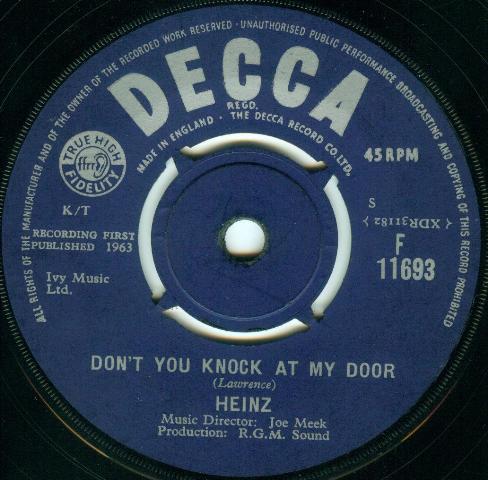 ALL RIGHTS OF THE MANUFACTURER AND OF THE OWNER OF THE RECORDED WORK RESERVED · UNAUTHORISED PUBLIC PERFORMANCE BROADCASTING AND COPYING OF THIS RECORD PROHIBITED
DECCA
REGD.
MADE IN ENGLAND · THE DECCA RECORD CO. LTD.
TRUE HIGH
ffrr
FIDELITY
45 RPM
K/T
S
XDR31182
RECORDING FIRST
PUBLISHED 1963
F
11693
Ivy Music
Ltd.
DON'T YOU KNOCK AT MY DOOR
(Lawrence)
HEINZ
Music Director: Joe Meek
Production: R.G.M. Sound